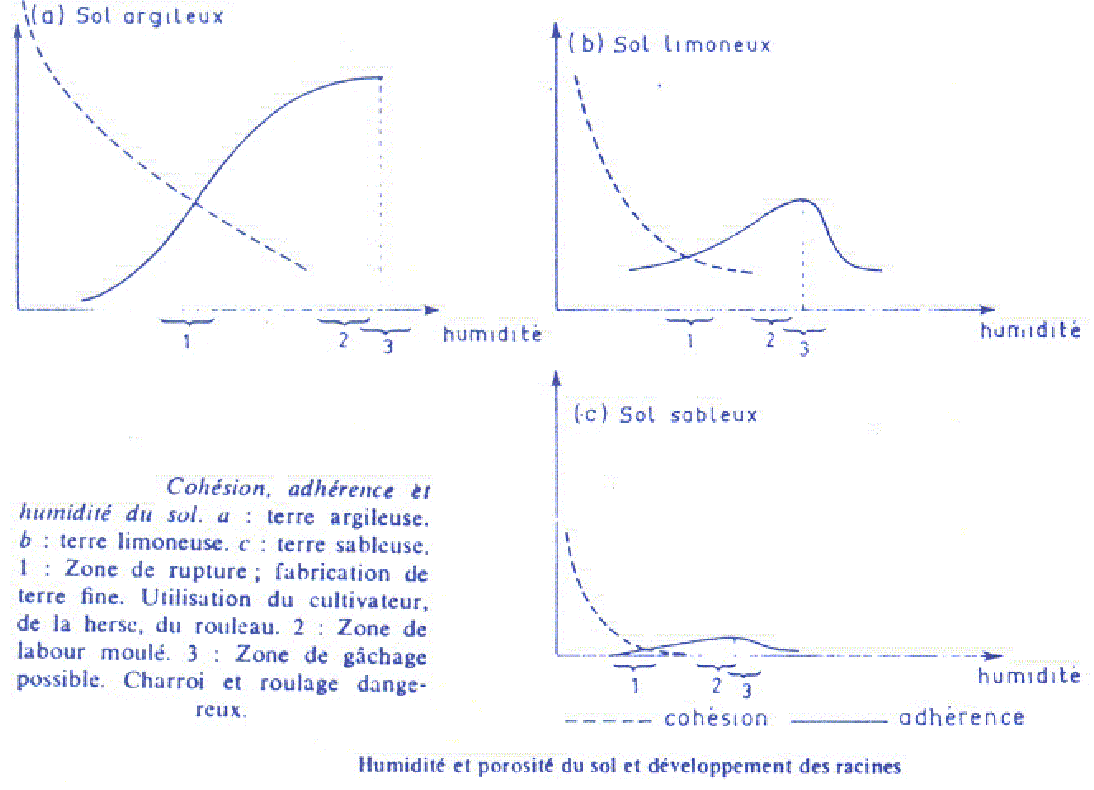 (a) Sol argileux
1
2
3
humidité
(b) Sol limoneux
1
2
3
humidité
(c) Sol sableux
1
2
3
humidité
cohésion
adhérence
Cohésion, adhérence et
humidité du sol. a : terre argileuse.
b : terre limoneuse. c : terre sableuse.
1 : Zone de rupture ; fabrication de
terre fine. Utilisation du cultivateur,
de la herse, du rouleau. 2 : Zone de
labour moulé. 3 : Zone de gâchage
possible. Charroi et roulage dange-
reux.
Humidité et porosité du sol et développement des racines